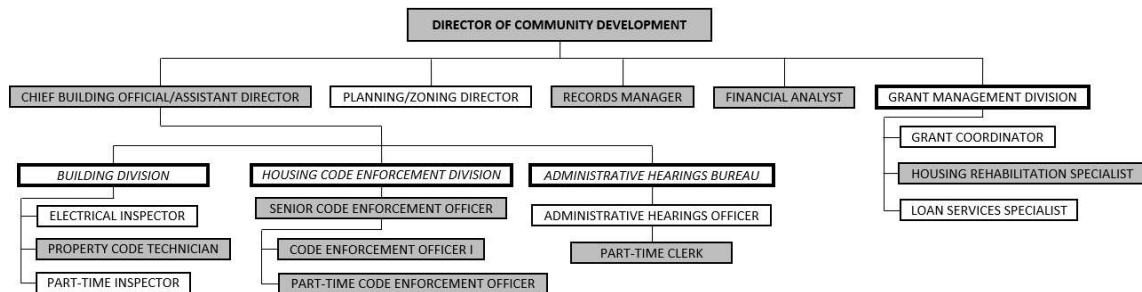 DIRECTOR OF COMMUNITY DEVELOPMENT
CHIEF BUILDING OFFICIAL/ASSISTANT DIRECTOR
PLANNING/ZONING DIRECTOR
RECORDS MANAGER
FINANCIAL ANALYST
GRANT MANAGEMENT DIVISION
GRANT COORDINATOR
HOUSING REHABILITATION SPECIALIST
LOAN SERVICES SPECIALIST
BUILDING DIVISION
ELECTRICAL INSPECTOR
PROPERTY CODE TECHNICIAN
PART-TIME INSPECTOR
HOUSING CODE ENFORCEMENT DIVISION
SENIOR CODE ENFORCEMENT OFFICER
CODE ENFORCEMENT OFFICER I
PART-TIME CODE ENFORCEMENT OFFICER
ADMINISTRATIVE HEARINGS BUREAU
ADMINISTRATIVE HEARINGS OFFICER
PART-TIME CLERK